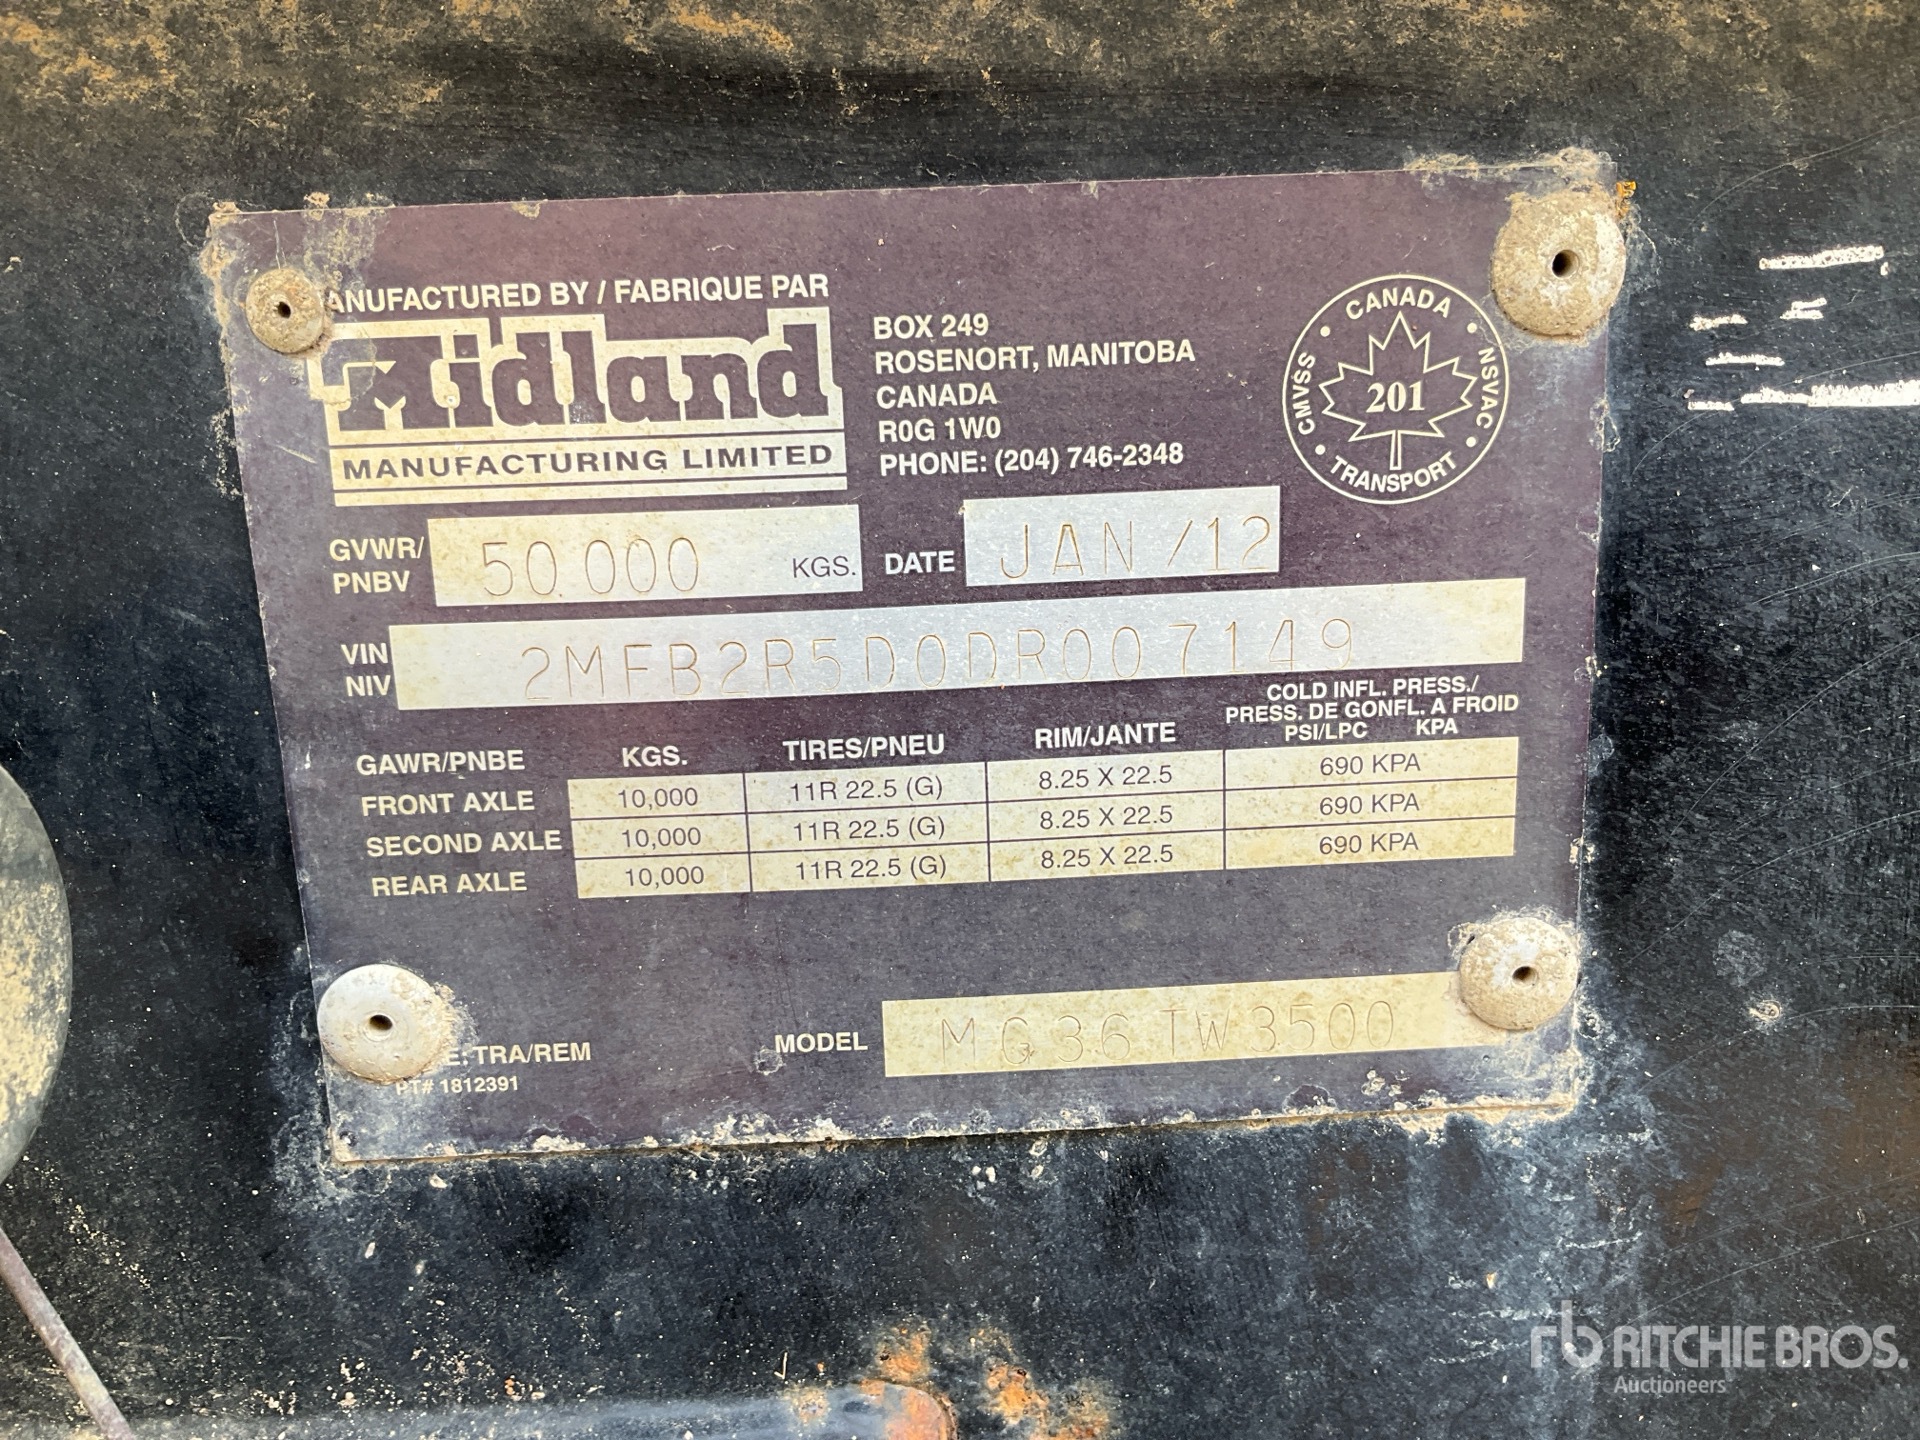 ANUFACTURED BY / FABRIQUE PAR
Midland
MANUFACTURING LIMITED
BOX 249
ROSENORT, MANITOBA
CANADA
R0G 1W0
PHONE: (204) 746-2348
CANADA
CMVSS
NSVAC
201
TRANSPORT
GVWR/
PNBV
50.000 KGS.
DATE JAN/12
VIN
NIV
2MFB2R5D0DR007149
COLD INFL. PRESS./
PRESS. DE GONFL. A FROID
GAWR/PNBE KGS. TIRES/PNEU RIM/JANTE PSI/LPC KPA
FRONT AXLE 10,000 11R 22.5 (G) 8.25 X 22.5 690 KPA
SECOND AXLE 10,000 11R 22.5 (G) 8.25 X 22.5 690 KPA
REAR AXLE 10,000 11R 22.5 (G) 8.25 X 22.5 690 KPA
E: TRA/REM
PT# 1812391
MODEL MG36TW3500
rb RITCHIE BROS.
Auctioneers